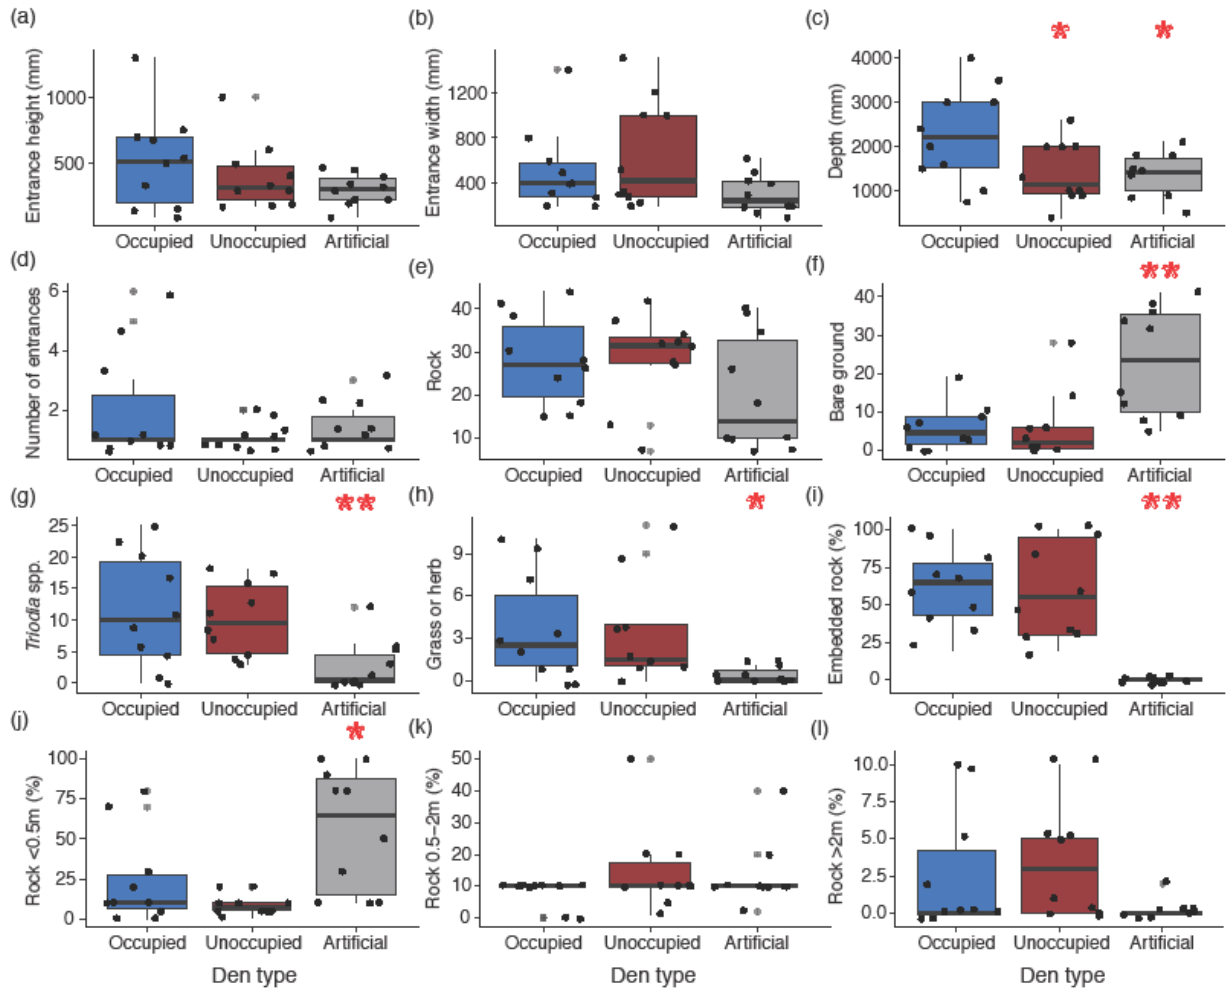 (a)
Entrance height (mm)
1000
500
Occupied Unoccupied Artificial
(b)
Entrance width (mm)
1200
800
400
Occupied Unoccupied Artificial
(c)
* *
Depth (mm)
4000
3000
2000
1000
Occupied Unoccupied Artificial
(d)
Number of entrances
6
4
2
Occupied Unoccupied Artificial
(e)
Rock
40
30
20
10
Occupied Unoccupied Artificial
(f)
**
Bare ground
40
30
20
10
0
Occupied Unoccupied Artificial
(g)
**
Triodia spp.
25
20
15
10
5
0
Occupied Unoccupied Artificial
(h)
*
Grass or herb
9
6
3
0
Occupied Unoccupied Artificial
(i)
**
Embedded rock (%)
100
75
50
25
0
Occupied Unoccupied Artificial
(j)
*
Rock <0.5m (%)
100
75
50
25
0
Occupied Unoccupied Artificial
Den type
(k)
Rock 0.5–2m (%)
50
40
30
20
10
0
Occupied Unoccupied Artificial
Den type
(l)
Rock >2m (%)
10.0
7.5
5.0
2.5
0.0
Occupied Unoccupied Artificial
Den type